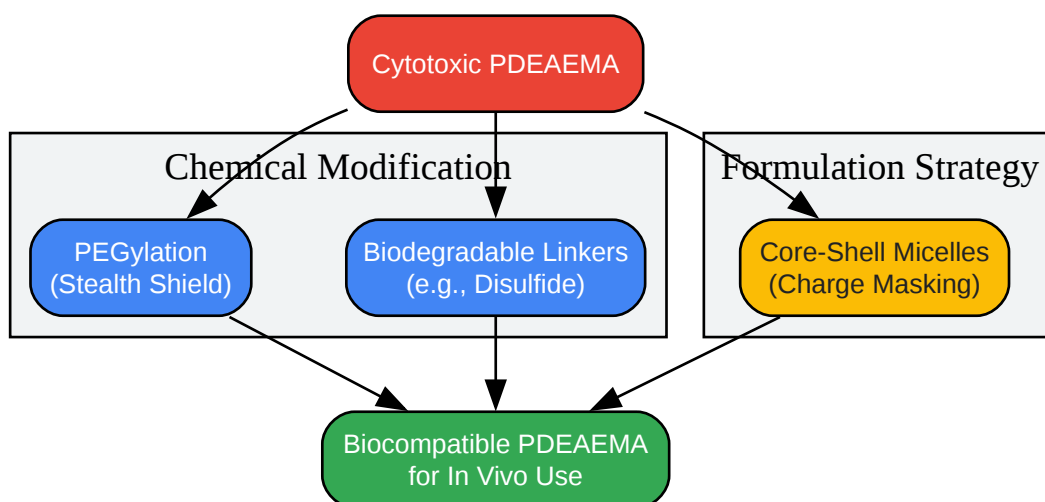 Cytotoxic PDEAEMA
Chemical Modification
Formulation Strategy
PEGylation
(Stealth Shield)
Biodegradable Linkers
(e.g., Disulfide)
Core-Shell Micelles
(Charge Masking)
Biocompatible PDEAEMA
for In Vivo Use